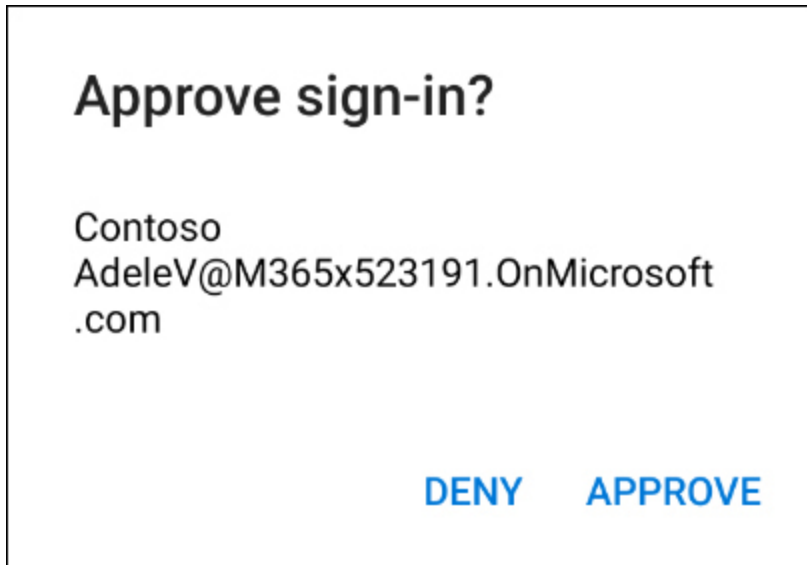 Approve sign-in?
Contoso
AdeleV@M365x523191.OnMicrosoft
.com
DENY APPROVE